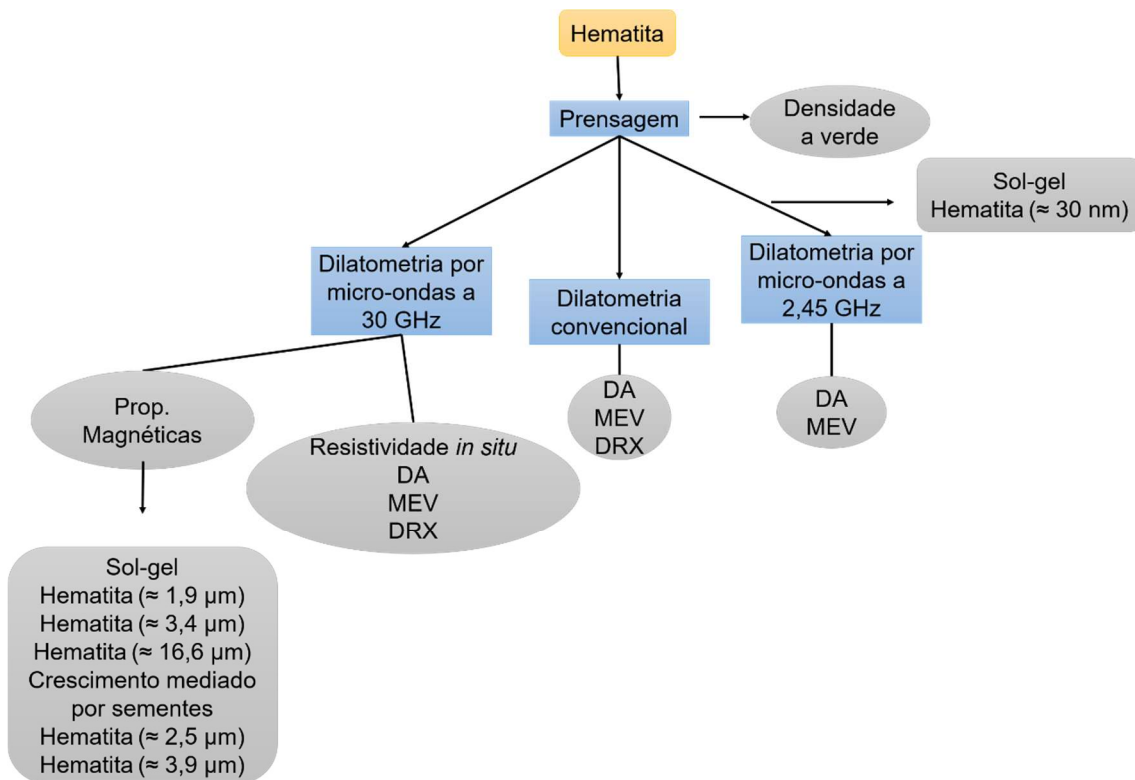 Hematita
Prensagem
Densidade
a verde
Sol-gel
Hematita (≈ 30 nm)
Dilatometria por
micro-ondas a
30 GHz
Dilatometria
convencional
Dilatometria por
micro-ondas a
2,45 GHz
Prop.
Magnéticas
Resistividade in situ
DA
MEV
DRX
DA
MEV
DRX
DA
MEV
Sol-gel
Hematita (≈ 1,9 µm)
Hematita (≈ 3,4 µm)
Hematita (≈ 16,6 µm)
Crescimento mediado
por sementes
Hematita (≈ 2,5 µm)
Hematita (≈ 3,9 µm)